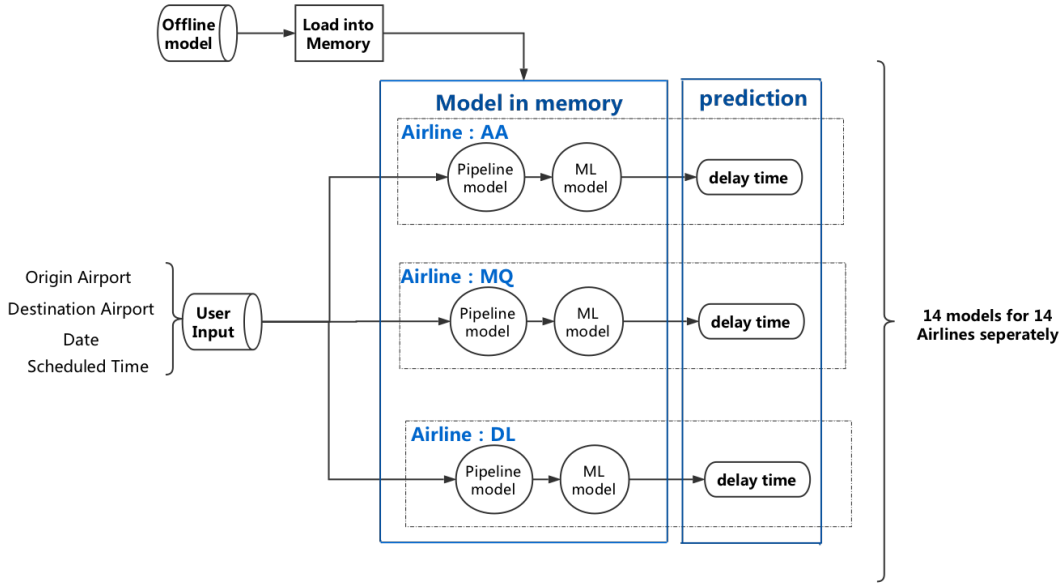 Offline
model
Load into
Memory
Model in memory
prediction
Airline : AA
Pipeline
model
ML
model
delay time
Origin Airport
Destination Airport
Date
Scheduled Time
User
Input
Airline : MQ
Pipeline
model
ML
model
delay time
14 models for 14
Airlines seperately
Airline : DL
Pipeline
model
ML
model
delay time